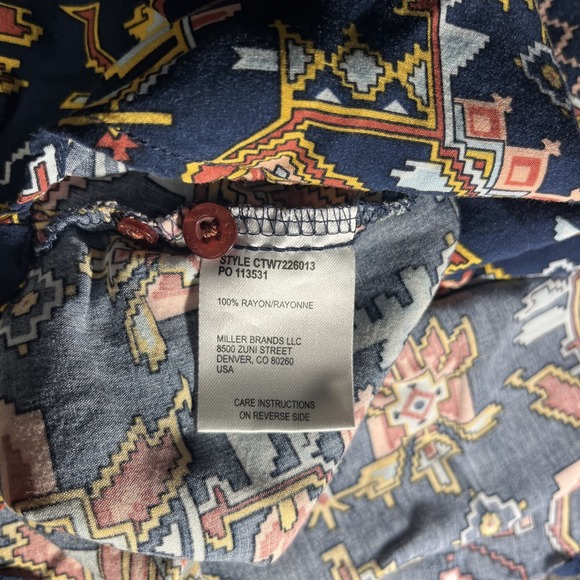 STYLE CTW7226013
PO 113531
100% RAYON/RAYONNE
MILLER BRANDS LLC
8500 ZUNI STREET
DENVER, CO 80260
USA
CARE INSTRUCTIONS
ON REVERSE SIDE